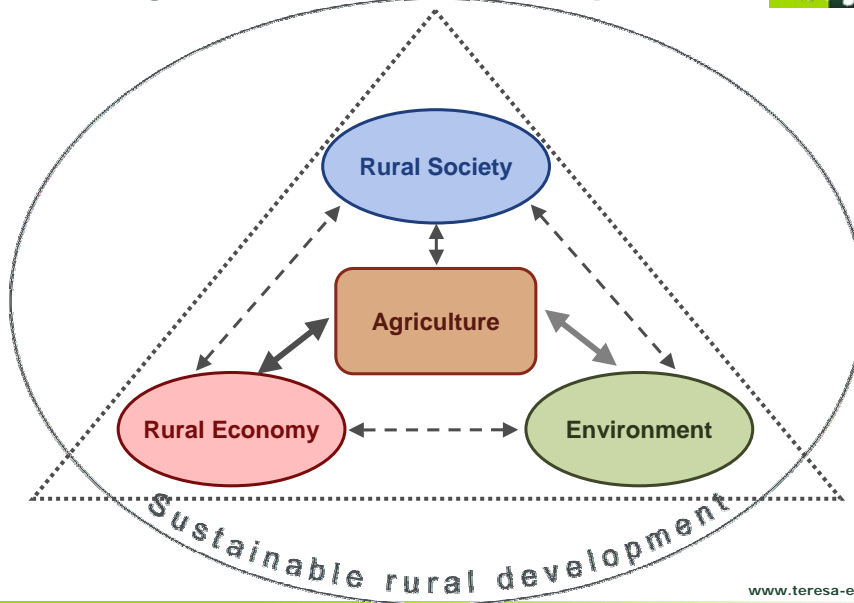 Rural Society
Agriculture
Rural Economy
Environment
Sustainable rural development
www.teresa-e